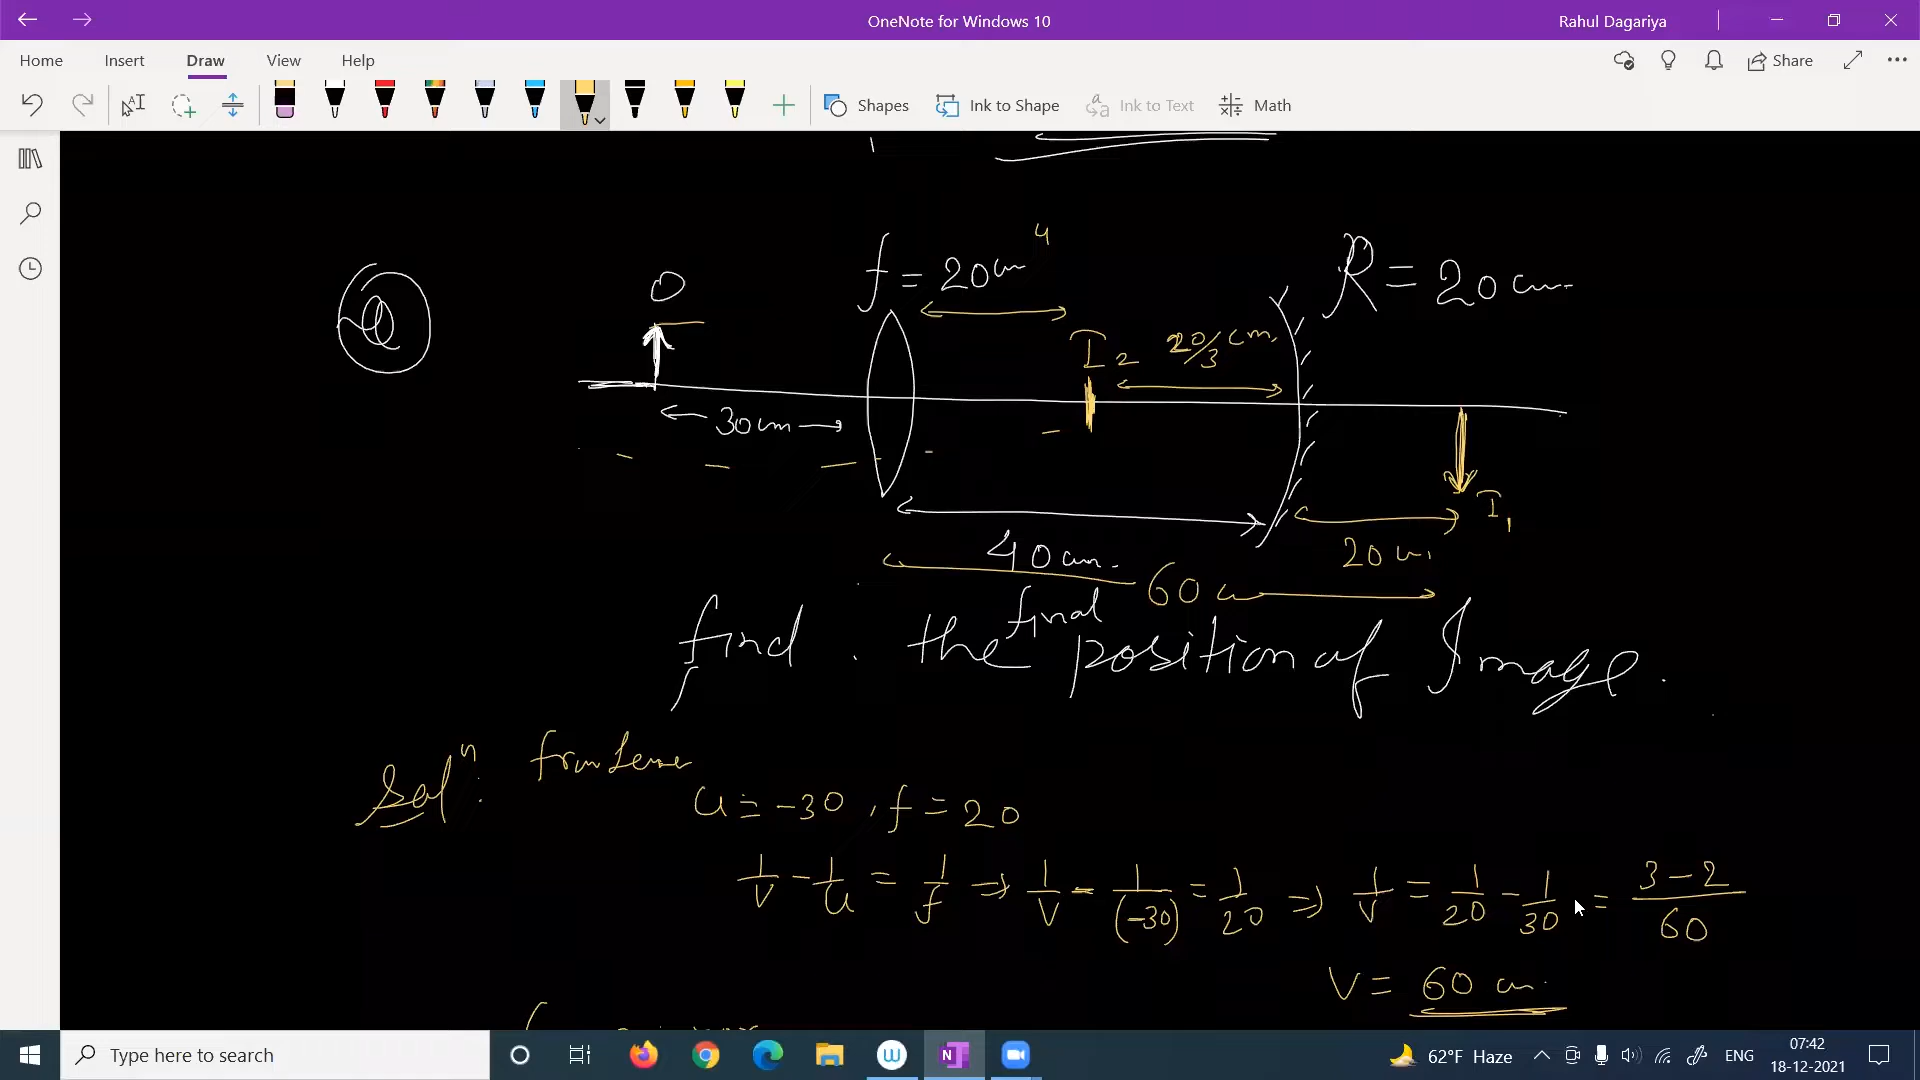 OneNote for Windows 10
Rahul Dagariya
Home Insert Draw View Help
Share
Shapes Ink to Shape Ink to Text Math
Q
O
f = 20cm
4
R = 20 cm.
I2
20/3 cm.
30cm
40cm.
20 cm
I1
60 cm
find the final position of Image.
Solⁿ: from Lense
u = -30, f = 20
1/V - 1/u = 1/f ⇒ 1/V - 1/(-30) = 1/20 ⇒ 1/V = 1/20 - 1/30 = 3-2/60
V = 60 cm.
Type here to search
62°F Haze
ENG
07:42
18-12-2021